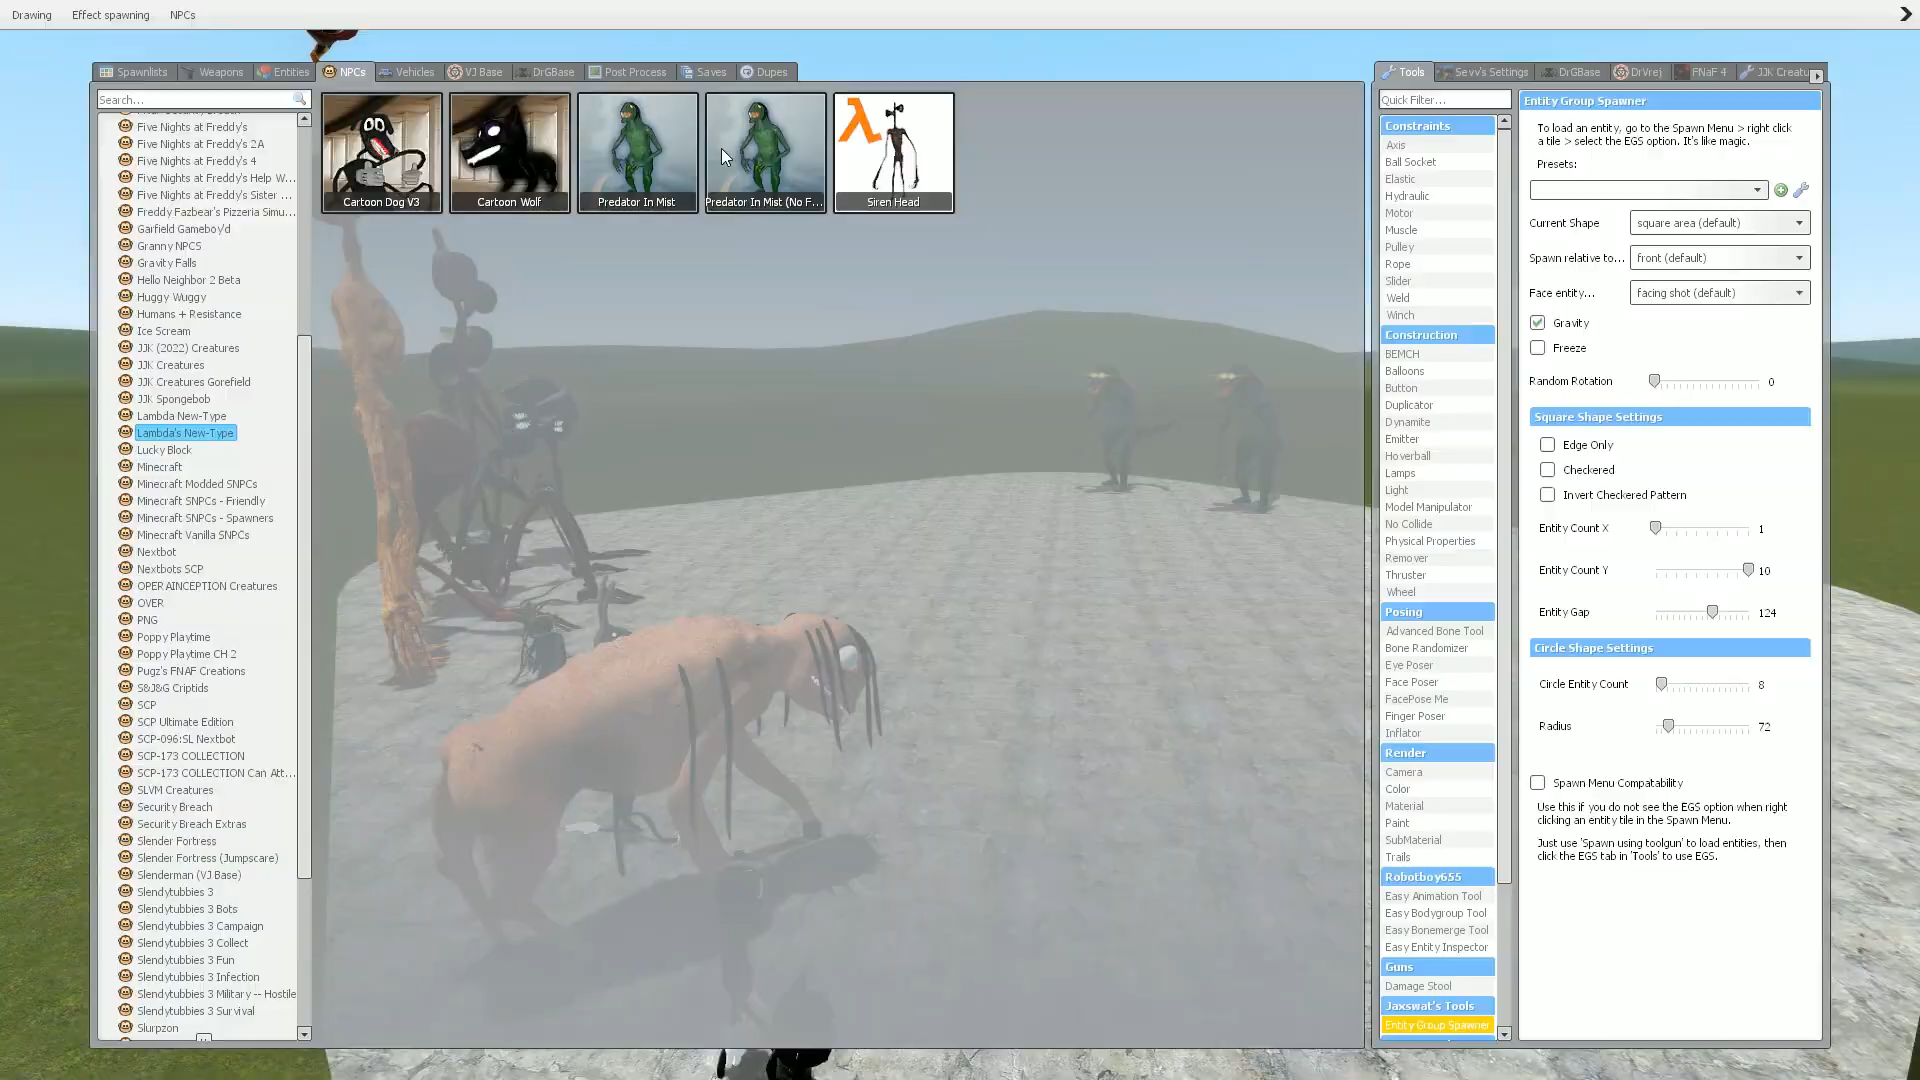 Drawing Effect spawning NPCs
Spawnlists Weapons Entities NPCs Vehicles VJ Base DrGBase Post Process Saves Dupes
Search...
Five Nights at Freddy's
Five Nights at Freddy's 2A
Five Nights at Freddy's 4
Five Nights at Freddy's Help W...
Five Nights at Freddy's Sister ...
Freddy Fazbear's Pizzeria Simu...
Garfield Gameboy'd
Granny NPCS
Gravity Falls
Hello Neighbor 2 Beta
Huggy Wuggy
Humans + Resistance
Ice Scream
JJK (2022) Creatures
JJK Creatures
JJK Creatures Gorefield
JJK Spongebob
Lambda New-Type
Lambda's New-Type
Lucky Block
Minecraft
Minecraft Modded SNPCs
Minecraft SNPCs - Friendly
Minecraft SNPCs - Spawners
Minecraft Vanilla SNPCs
Nextbot
Nextbots SCP
OPERAINCEPTION Creatures
OVER
PNG
Poppy Playtime
Poppy Playtime CH 2
Pugz's FNAF Creations
S&J&G Criptids
SCP
SCP Ultimate Edition
SCP-096:SL Nextbot
SCP-173 COLLECTION
SCP-173 COLLECTION Can Att...
SLVM Creatures
Security Breach
Security Breach Extras
Slender Fortress
Slender Fortress (Jumpscare)
Slenderman (VJ Base)
Slendytubbies 3
Slendytubbies 3 Bots
Slendytubbies 3 Campaign
Slendytubbies 3 Collect
Slendytubbies 3 Fun
Slendytubbies 3 Infection
Slendytubbies 3 Military -- Hostile
Slendytubbies 3 Survival
Slurpzon
Cartoon Dog V3
Cartoon Wolf
Predator In Mist
Predator In Mist (No F...
Siren Head
Tools Sevv's Settings DrGBase DrVrej FNaF 4 JJK Creatu
Quick Filter...
Constraints
Axis
Ball Socket
Elastic
Hydraulic
Motor
Muscle
Pulley
Rope
Slider
Weld
Winch
Construction
BEMCH
Balloons
Button
Duplicator
Dynamite
Emitter
Hoverball
Lamps
Light
Model Manipulator
No Collide
Physical Properties
Remover
Thruster
Wheel
Posing
Advanced Bone Tool
Bone Randomizer
Eye Poser
Face Poser
FacePose Me
Finger Poser
Inflator
Render
Camera
Color
Material
Paint
SubMaterial
Trails
Robotboy655
Easy Animation Tool
Easy Bodygroup Tool
Easy Bonemerge Tool
Easy Entity Inspector
Guns
Damage Stool
Jaxswat's Tools
Entity Group Spawner
Entity Group Spawner
To load an entity, go to the Spawn Menu > right click
a tile > select the EGS option. It's like magic.
Presets:
Current Shape square area (default)
Spawn relative to... front (default)
Face entity... facing shot (default)
Gravity
Freeze
Random Rotation 0
Square Shape Settings
Edge Only
Checkered
Invert Checkered Pattern
Entity Count X 1
Entity Count Y 10
Entity Gap 124
Circle Shape Settings
Circle Entity Count 8
Radius 72
Spawn Menu Compatability
Use this if you do not see the EGS option when right
clicking an entity tile in the Spawn Menu.
Just use 'Spawn using toolgun' to load entities, then
click the EGS tab in 'Tools' to use EGS.